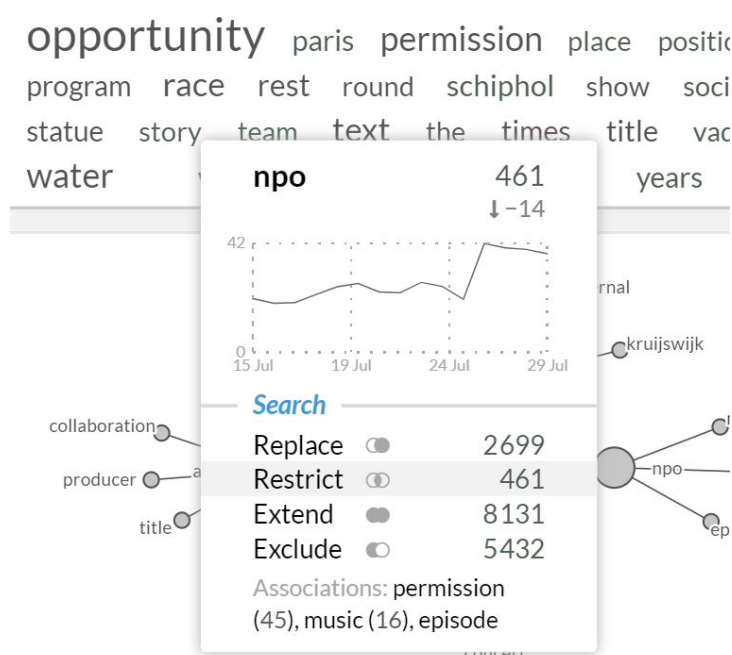 opportunity paris permission place
program race rest round schiphol show
statue story team text the times title
water years
npo 461
↓−14
42
0
15 Jul 19 Jul 24 Jul 29 Jul
kruijswijk
collaboration
producer
title
npo
Search
Replace 2699
Restrict 461
Extend 8131
Exclude 5432
Associations: permission
(45), music (16), episode